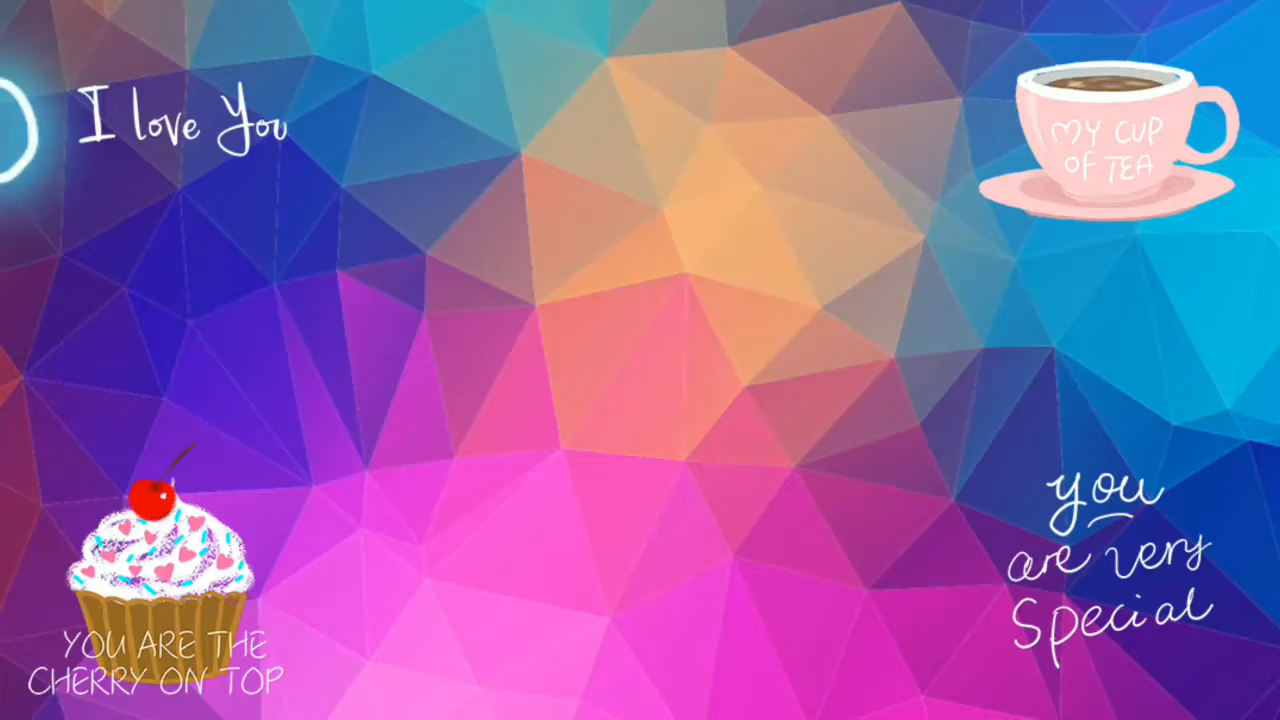 I love You
MY CUP
OF TEA
you
are very
Special
YOU ARE THE
CHERRY ON TOP